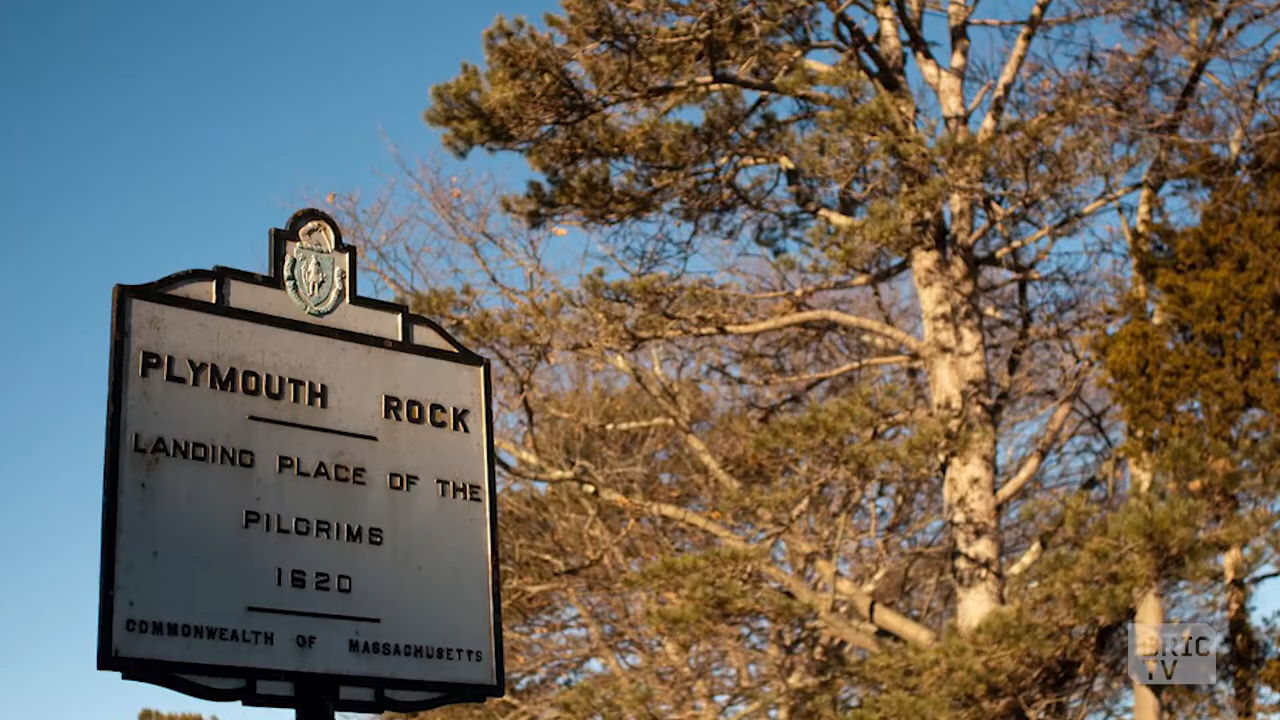 PLYMOUTH ROCK
LANDING PLACE OF THE
PILGRIMS
1620
COMMONWEALTH OF MASSACHUSETTS
BRIC
TV